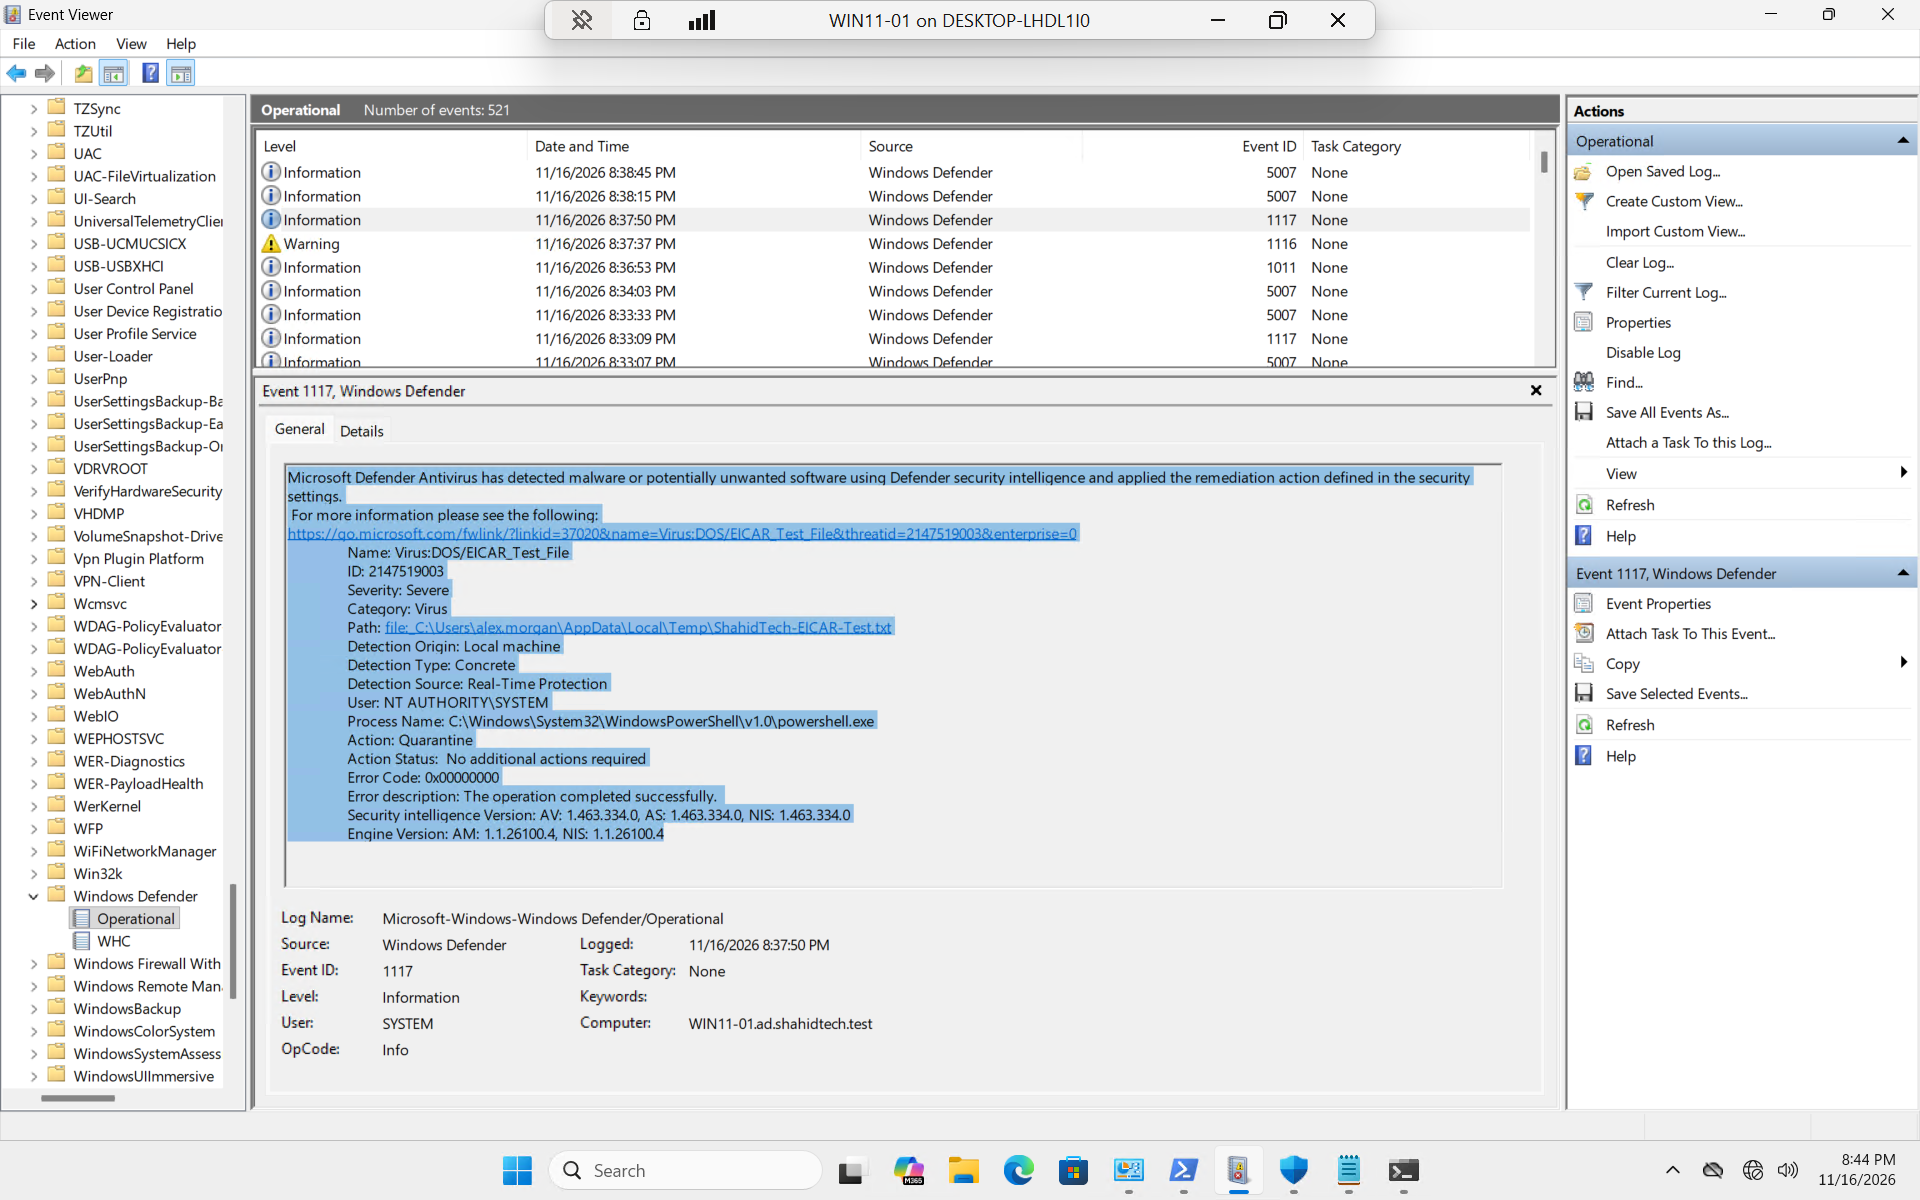 Event Viewer
WIN11-01 on DESKTOP-LHDL1I0
File Action View Help
TZSync
TZUtil
UAC
UAC-FileVirtualization
UI-Search
UniversalTelemetryClier
USB-UCMUCSICX
USB-USBXHCI
User Control Panel
User Device Registratio
User Profile Service
User-Loader
UserPnp
UserSettingsBackup-Ba
UserSettingsBackup-Ea
UserSettingsBackup-Or
VDRVROOT
VerifyHardwareSecurity
VHDMP
VolumeSnapshot-Drive
Vpn Plugin Platform
VPN-Client
Wcmsvc
WDAG-PolicyEvaluator
WDAG-PolicyEvaluator
WebAuth
WebAuthN
WebIO
WEPHOSTSVC
WER-Diagnostics
WER-PayloadHealth
WerKernel
WFP
WiFiNetworkManager
Win32k
Windows Defender
Operational
WHC
Windows Firewall With
Windows Remote Man
WindowsBackup
WindowsColorSystem
WindowsSystemAssess
WindowsUIImmersive
Operational Number of events: 521
Level Date and Time Source Event ID Task Category
Information 11/16/2026 8:38:45 PM Windows Defender 5007 None
Information 11/16/2026 8:38:15 PM Windows Defender 5007 None
Information 11/16/2026 8:37:50 PM Windows Defender 1117 None
Warning 11/16/2026 8:37:37 PM Windows Defender 1116 None
Information 11/16/2026 8:36:53 PM Windows Defender 1011 None
Information 11/16/2026 8:34:03 PM Windows Defender 5007 None
Information 11/16/2026 8:33:33 PM Windows Defender 5007 None
Information 11/16/2026 8:33:09 PM Windows Defender 1117 None
Information 11/16/2026 8:33:07 PM Windows Defender 5007 None
Event 1117, Windows Defender
General Details
Microsoft Defender Antivirus has detected malware or potentially unwanted software using Defender security intelligence and applied the remediation action defined in the security
settings.
For more information please see the following:
https://go.microsoft.com/fwlink/?linkid=37020&name=Virus:DOS/EICAR_Test_File&threatid=2147519003&enterprise=0
Name: Virus:DOS/EICAR_Test_File
ID: 2147519003
Severity: Severe
Category: Virus
Path: file:_C:\Users\alex.morgan\AppData\Local\Temp\ShahidTech-EICAR-Test.txt
Detection Origin: Local machine
Detection Type: Concrete
Detection Source: Real-Time Protection
User: NT AUTHORITY\SYSTEM
Process Name: C:\Windows\System32\WindowsPowerShell\v1.0\powershell.exe
Action: Quarantine
Action Status: No additional actions required
Error Code: 0x00000000
Error description: The operation completed successfully.
Security intelligence Version: AV: 1.463.334.0, AS: 1.463.334.0, NIS: 1.463.334.0
Engine Version: AM: 1.1.26100.4, NIS: 1.1.26100.4
Log Name: Microsoft-Windows-Windows Defender/Operational
Source: Windows Defender Logged: 11/16/2026 8:37:50 PM
Event ID: 1117 Task Category: None
Level: Information Keywords:
User: SYSTEM Computer: WIN11-01.ad.shahidtech.test
OpCode: Info
Actions
Operational
Open Saved Log...
Create Custom View...
Import Custom View...
Clear Log...
Filter Current Log...
Properties
Disable Log
Find...
Save All Events As...
Attach a Task To this Log...
View
Refresh
Help
Event 1117, Windows Defender
Event Properties
Attach Task To This Event...
Copy
Save Selected Events...
Refresh
Help
Search
M365
8:44 PM
11/16/2026